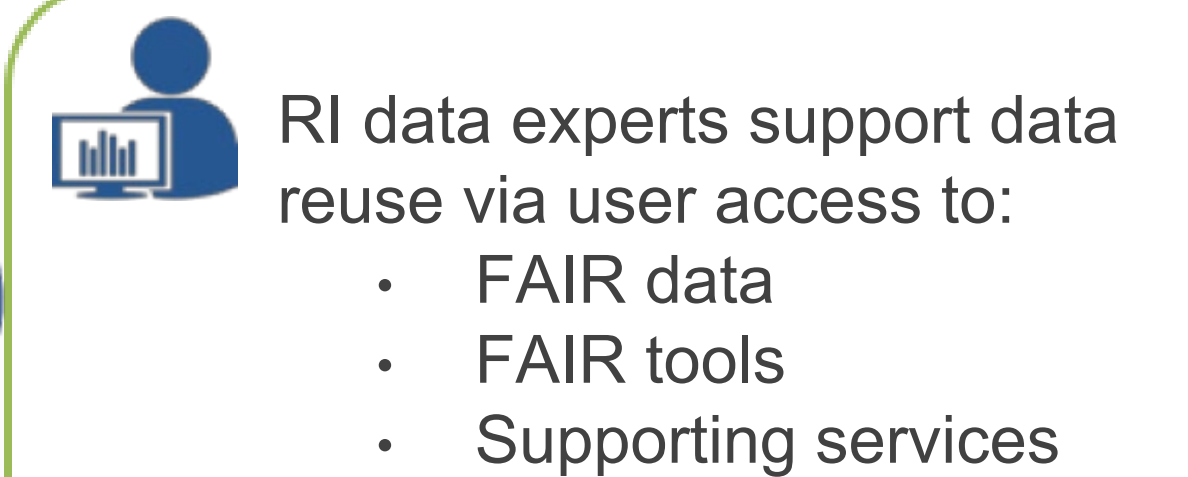 RI data experts support data
reuse via user access to:
• FAIR data
• FAIR tools
• Supporting services